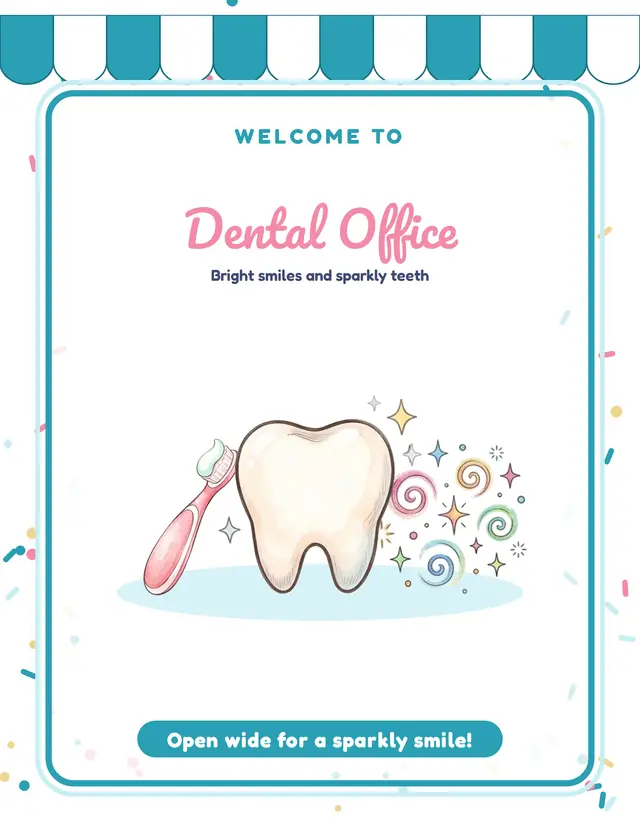 WELCOME TO
Dental Office
Bright smiles and sparkly teeth
Open wide for a sparkly smile!